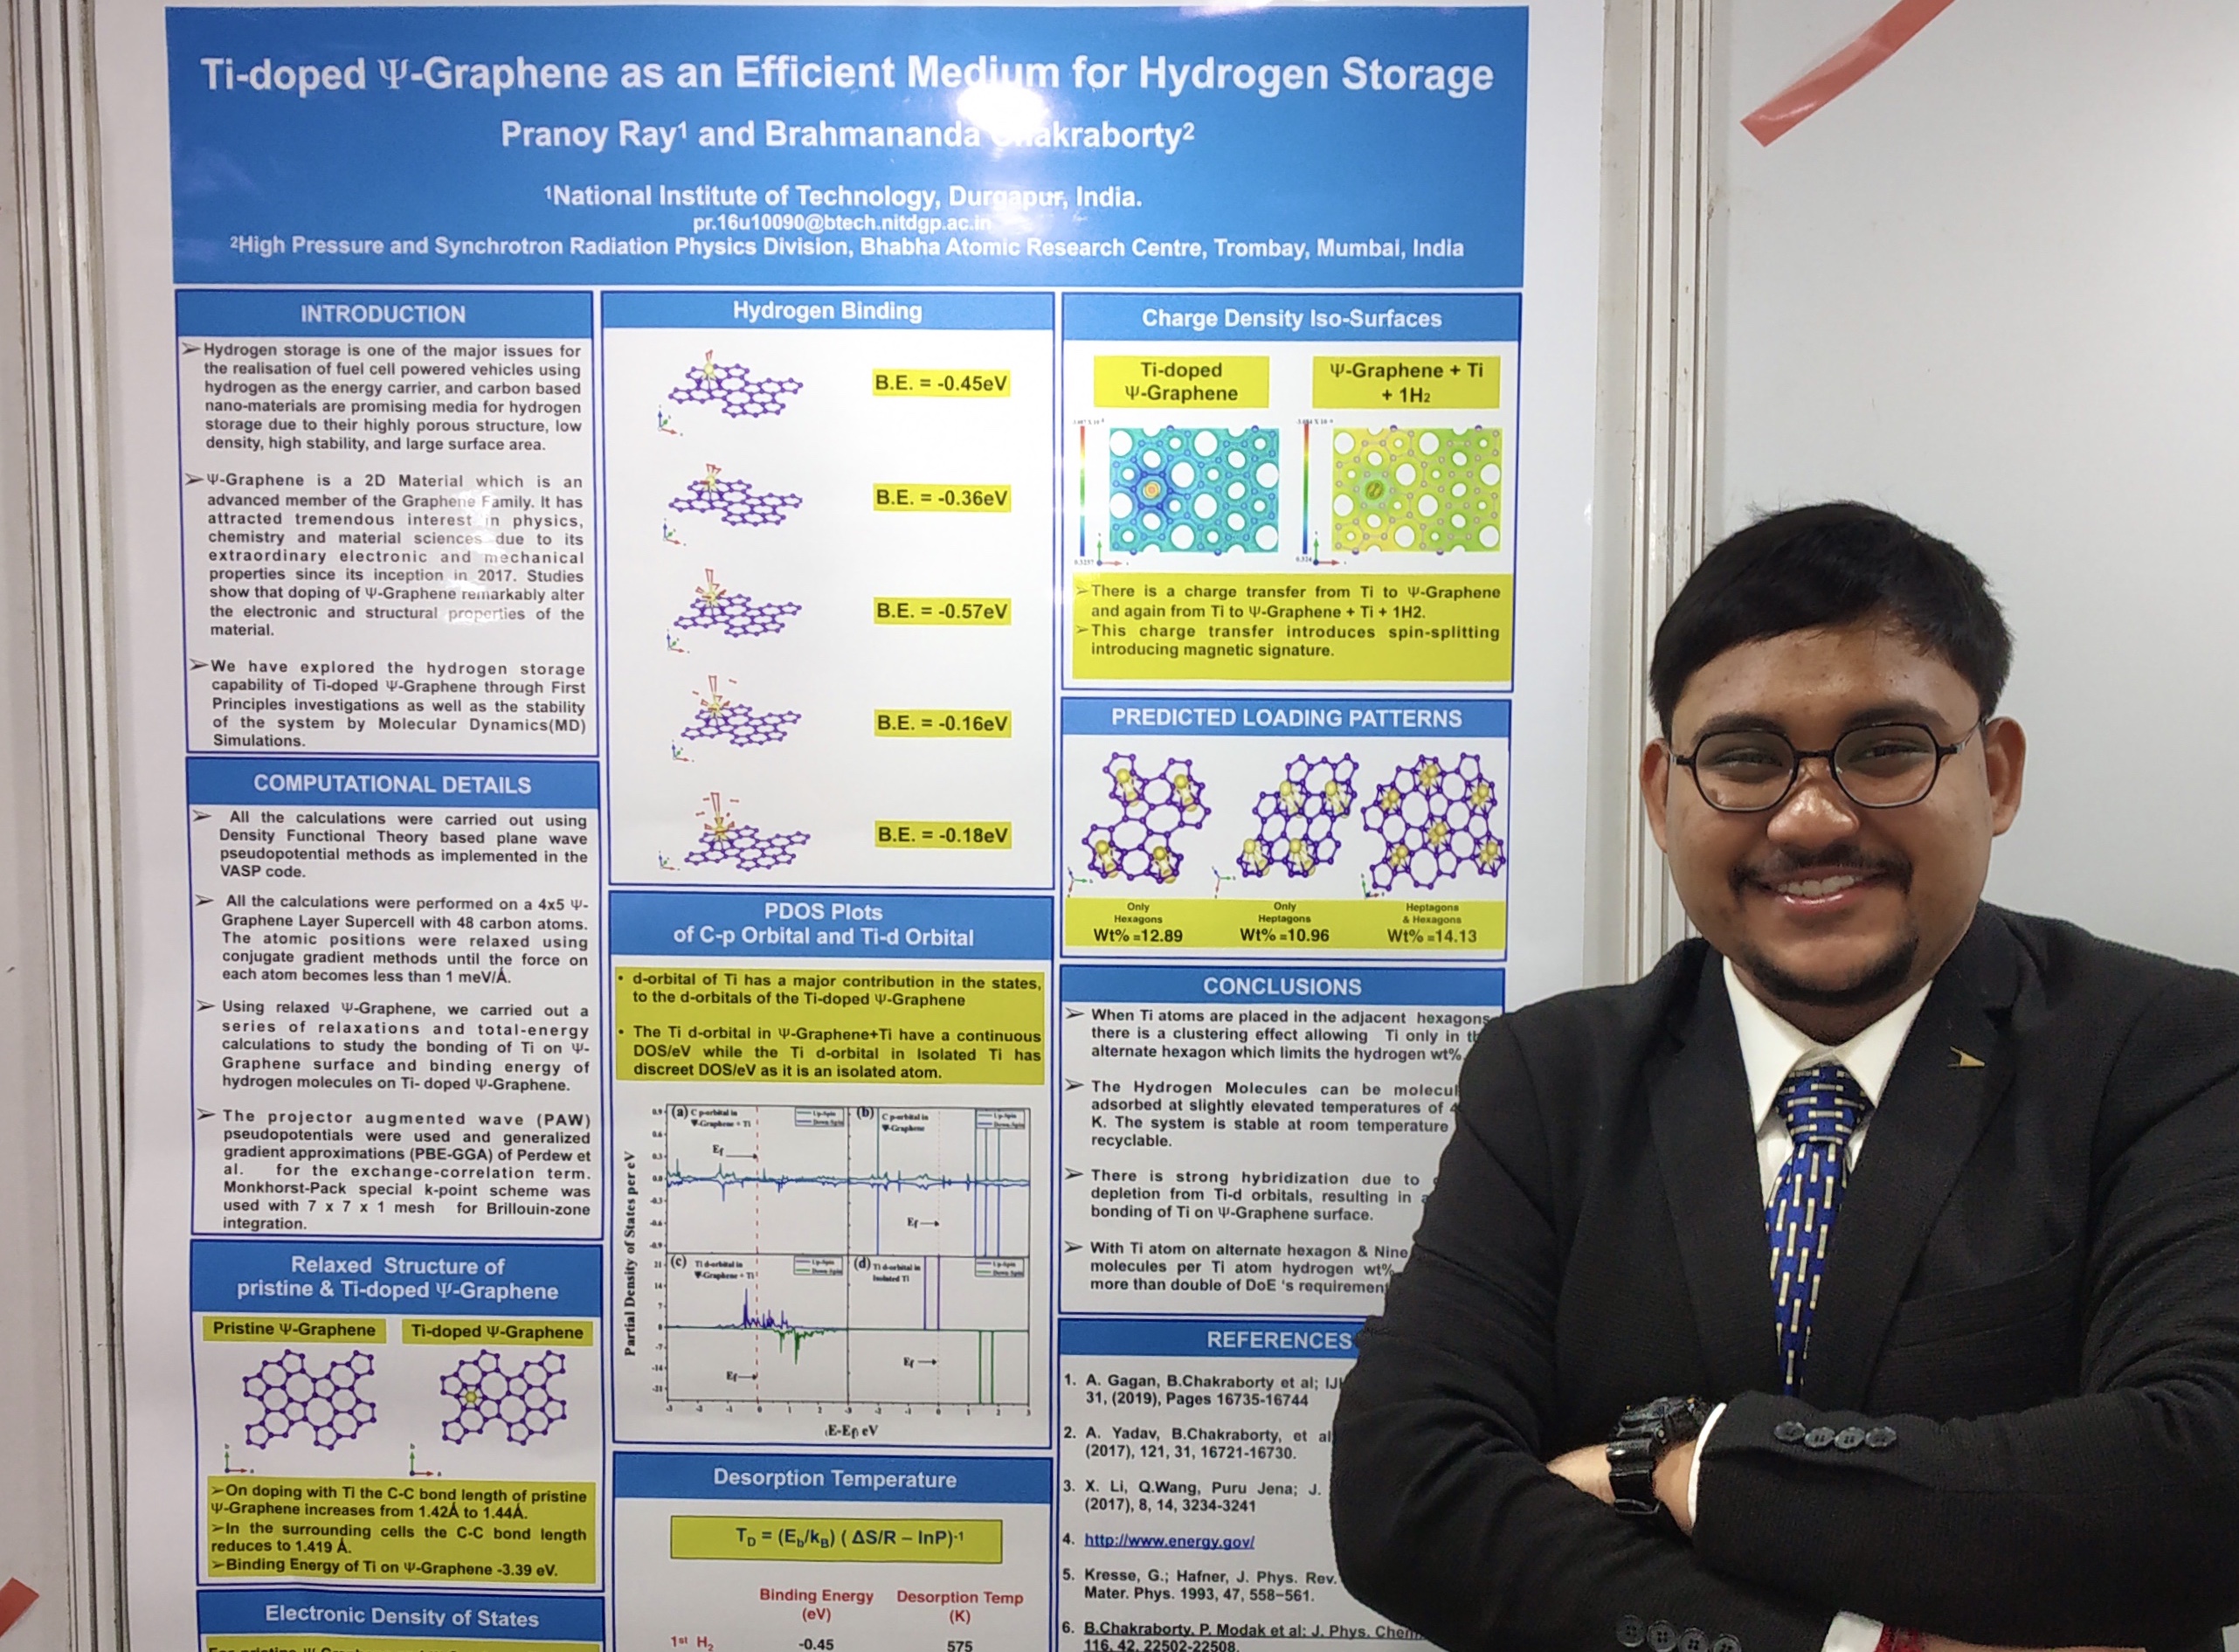 Ti-doped Ψ-Graphene as an Efficient Medium for Hydrogen Storage
Pranoy Ray¹ and Brahmananda Chakraborty²
¹National Institute of Technology, Durgapur, India.
pr.16u10090@btech.nitdgp.ac.in
²High Pressure and Synchrotron Radiation Physics Division, Bhabha Atomic Research Centre, Trombay, Mumbai, India
INTRODUCTION
➢Hydrogen storage is one of the major issues for
the realisation of fuel cell powered vehicles using
hydrogen as the energy carrier, and carbon based
nano-materials are promising media for hydrogen
storage due to their highly porous structure, low
density, high stability, and large surface area.
➢Ψ-Graphene is a 2D Material which is an
advanced member of the Graphene Family. It has
attracted tremendous interest in physics,
chemistry and material sciences due to its
extraordinary electronic and mechanical
properties since its inception in 2017. Studies
show that doping of Ψ-Graphene remarkably alter
the electronic and structural properties of the
material.
➢We have explored the hydrogen storage
capability of Ti-doped Ψ-Graphene through First
Principles investigations as well as the stability
of the system by Molecular Dynamics(MD)
Simulations.
COMPUTATIONAL DETAILS
➢ All the calculations were carried out using
Density Functional Theory based plane wave
pseudopotential methods as implemented in the
VASP code.
➢ All the calculations were performed on a 4x5 Ψ-
Graphene Layer Supercell with 48 carbon atoms.
The atomic positions were relaxed using
conjugate gradient methods until the force on
each atom becomes less than 1 meV/Å.
➢ Using relaxed Ψ-Graphene, we carried out a
series of relaxations and total-energy
calculations to study the bonding of Ti on Ψ-
Graphene surface and binding energy of
hydrogen molecules on Ti- doped Ψ-Graphene.
➢ The projector augmented wave (PAW)
pseudopotentials were used and generalized
gradient approximations (PBE-GGA) of Perdew et
al. for the exchange-correlation term.
Monkhorst-Pack special k-point scheme was
used with 7 x 7 x 1 mesh for Brillouin-zone
integration.
Relaxed Structure of
pristine & Ti-doped Ψ-Graphene
Pristine Ψ-Graphene Ti-doped Ψ-Graphene
➢On doping with Ti the C-C bond length of pristine
Ψ-Graphene increases from 1.42Å to 1.44Å.
➢In the surrounding cells the C-C bond length
reduces to 1.419 Å.
➢Binding Energy of Ti on Ψ-Graphene -3.39 eV.
Electronic Density of States
Hydrogen Binding
B.E. = -0.45eV
B.E. = -0.36eV
B.E. = -0.57eV
B.E. = -0.16eV
B.E. = -0.18eV
PDOS Plots
of C-p Orbital and Ti-d Orbital
• d-orbital of Ti has a major contribution in the states,
to the d-orbitals of the Ti-doped Ψ-Graphene
• The Ti d-orbital in Ψ-Graphene+Ti have a continuous
DOS/eV while the Ti d-orbital in Isolated Ti has
discreet DOS/eV as it is an isolated atom.
Partial Density of States per eV
(a) C p-orbital in
Ψ-Graphene + Ti
Ef
(b) C p-orbital in
Ψ-Graphene
Ef
(c) Ti d-orbital in
Ψ-Graphene + Ti
Ef
(d) Ti d-orbital in
Isolated Ti
Ef
(E-Ef) eV
Desorption Temperature
T_D = (E_b/k_B) ( ΔS/R – lnP)⁻¹
Binding Energy Desorption Temp
(eV) (K)
1st H₂ -0.45 575
Charge Density Iso-Surfaces
Ti-doped
Ψ-Graphene
Ψ-Graphene + Ti
+ 1H₂
➢There is a charge transfer from Ti to Ψ-Graphene
and again from Ti to Ψ-Graphene + Ti + 1H2.
➢This charge transfer introduces spin-splitting
introducing magnetic signature.
PREDICTED LOADING PATTERNS
Only
Hexagons
Wt% =12.89
Only
Heptagons
Wt% =10.96
Heptagons
& Hexagons
Wt% =14.13
CONCLUSIONS
➢ When Ti atoms are placed in the adjacent hexagons
there is a clustering effect allowing Ti only in
alternate hexagon which limits the hydrogen wt%.
➢ The Hydrogen Molecules can be
adsorbed at slightly elevated temperatures of
K. The system is stable at room temperature
recyclable.
➢ There is strong hybridization due to
depletion from Ti-d orbitals, resulting in
bonding of Ti on Ψ-Graphene surface.
➢ With Ti atom on alternate hexagon & Nine
molecules per Ti atom hydrogen wt%
more than double of DoE 's requirement
REFERENCES
1. A. Gagan, B.Chakraborty et al;
31, (2019), Pages 16735-16744
2. A. Yadav, B.Chakraborty, et al
(2017), 121, 31, 16721-16730.
3. X. Li, Q.Wang, Puru Jena; J.
(2017), 8, 14, 3234-3241
4. http://www.energy.gov/
5. Kresse, G.; Hafner, J. Phys. Rev.
Mater. Phys. 1993, 47, 558−561.
6. B.Chakraborty, P. Modak et al; J. Phys. Chem.
116, 42, 22502-22508.